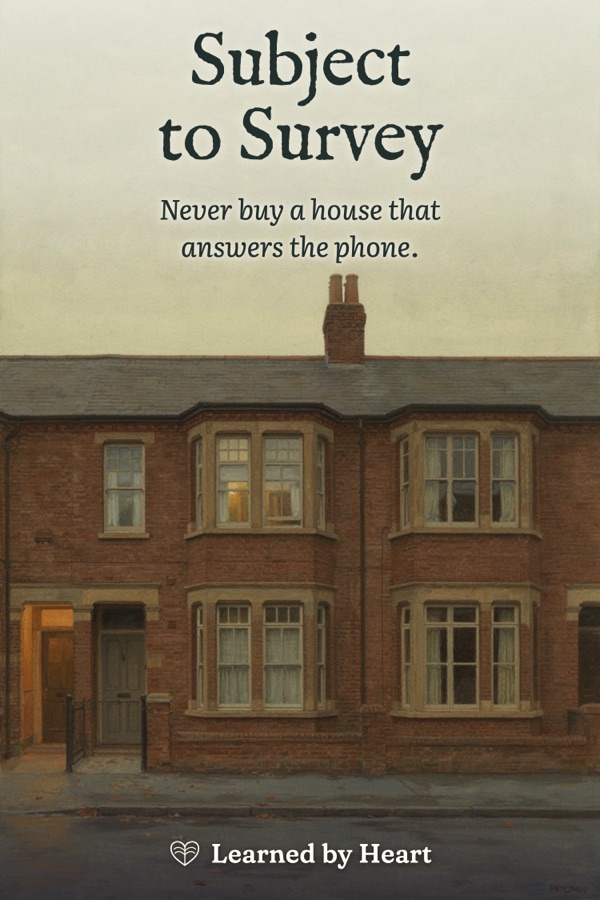 Subject
to Survey
Never buy a house that
answers the phone.
Learned by Heart